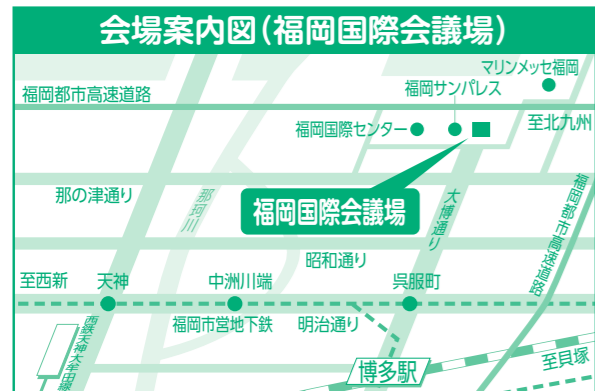 会場案内図(福岡国際会議場)
マリンメッセ福岡
福岡サンパレス
福岡都市高速道路
至北九州
福岡国際センター
那の津通り
那珂川
福岡国際会議場
大博通り
福岡都市高速道路
昭和通り
至西新
天神
中洲川端
呉服町
福岡市営地下鉄
明治通り
西鉄天神大牟田線
博多駅
至貝塚